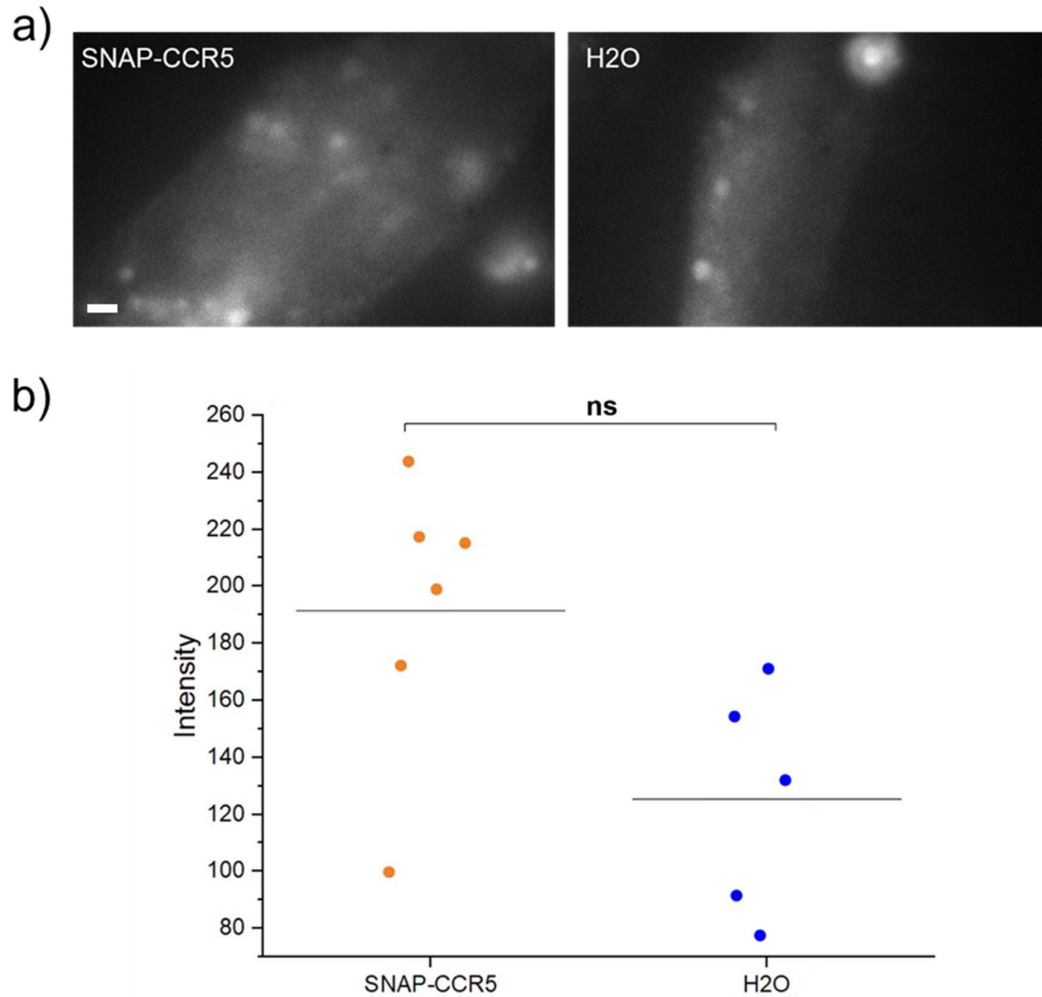 a)
SNAP-CCR5
H2O
b)
ns
Intensity
260
240
220
200
180
160
140
120
100
80
SNAP-CCR5
H2O